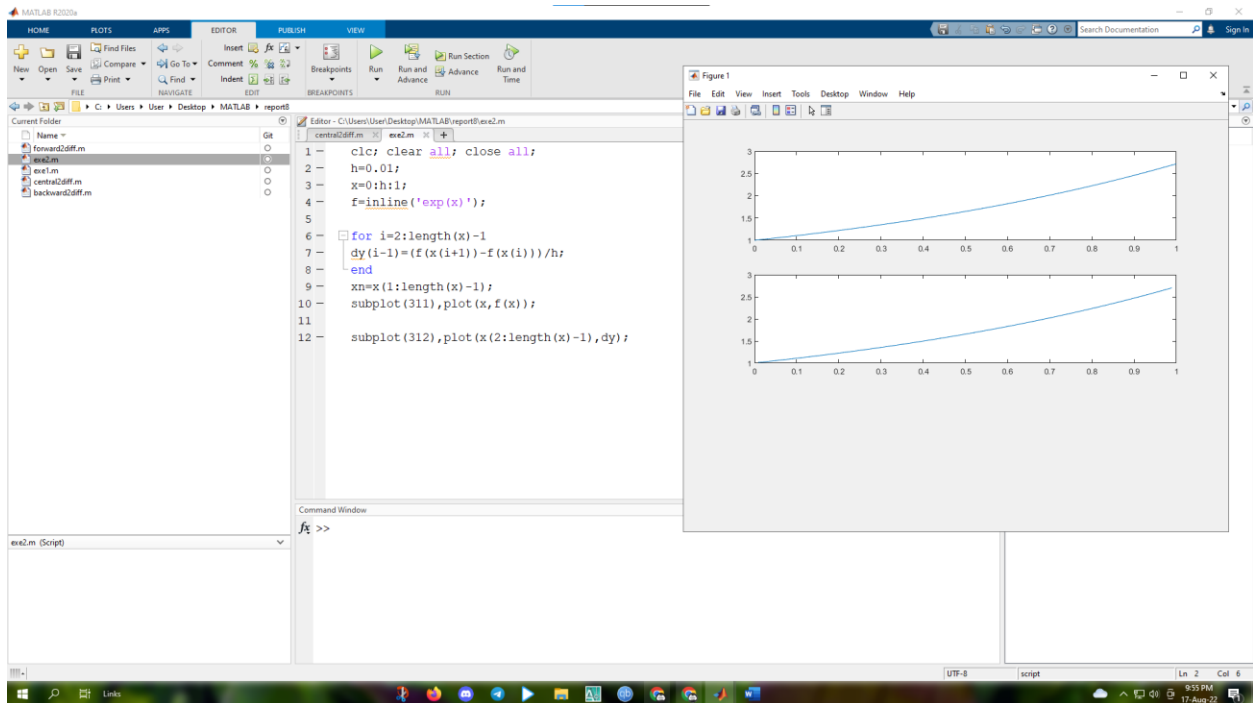 MATLAB R2020a
HOME PLOTS APPS EDITOR PUBLISH VIEW
Search Documentation Sign In
New Open Save Find Files Compare Print
Find
Insert Comment Indent
Breakpoints
Run Run and Advance Run Section Advance Run and Time
FILE NAVIGATE EDIT BREAKPOINTS RUN
C: Users User Desktop MATLAB report8
Current Folder
Name Git
forward2diff.m
exe2.m
exe1.m
central2diff.m
backward2diff.m
exe2.m (Script)
Editor - C:\Users\User\Desktop\MATLAB\report8\exe2.m
central2diff.m exe2.m
1 clc; clear all; close all;
2 h=0.01;
3 x=0:h:1;
4 f=inline('exp(x)');
5
6 for i=2:length(x)-1
7 dy(i-1)=(f(x(i+1))-f(x(i)))/h;
8 end
9 xn=x(1:length(x)-1);
10 subplot(311),plot(x,f(x));
11
12 subplot(312),plot(x(2:length(x)-1),dy);
Command Window
fx >>
Figure 1
File Edit View Insert Tools Desktop Window Help
3
2.5
2
1.5
1
0 0.1 0.2 0.3 0.4 0.5 0.6 0.7 0.8 0.9 1
3
2.5
2
1.5
1
0 0.1 0.2 0.3 0.4 0.5 0.6 0.7 0.8 0.9 1
UTF-8 script Ln 2 Col 6
Links
9:55 PM
17-Aug-22